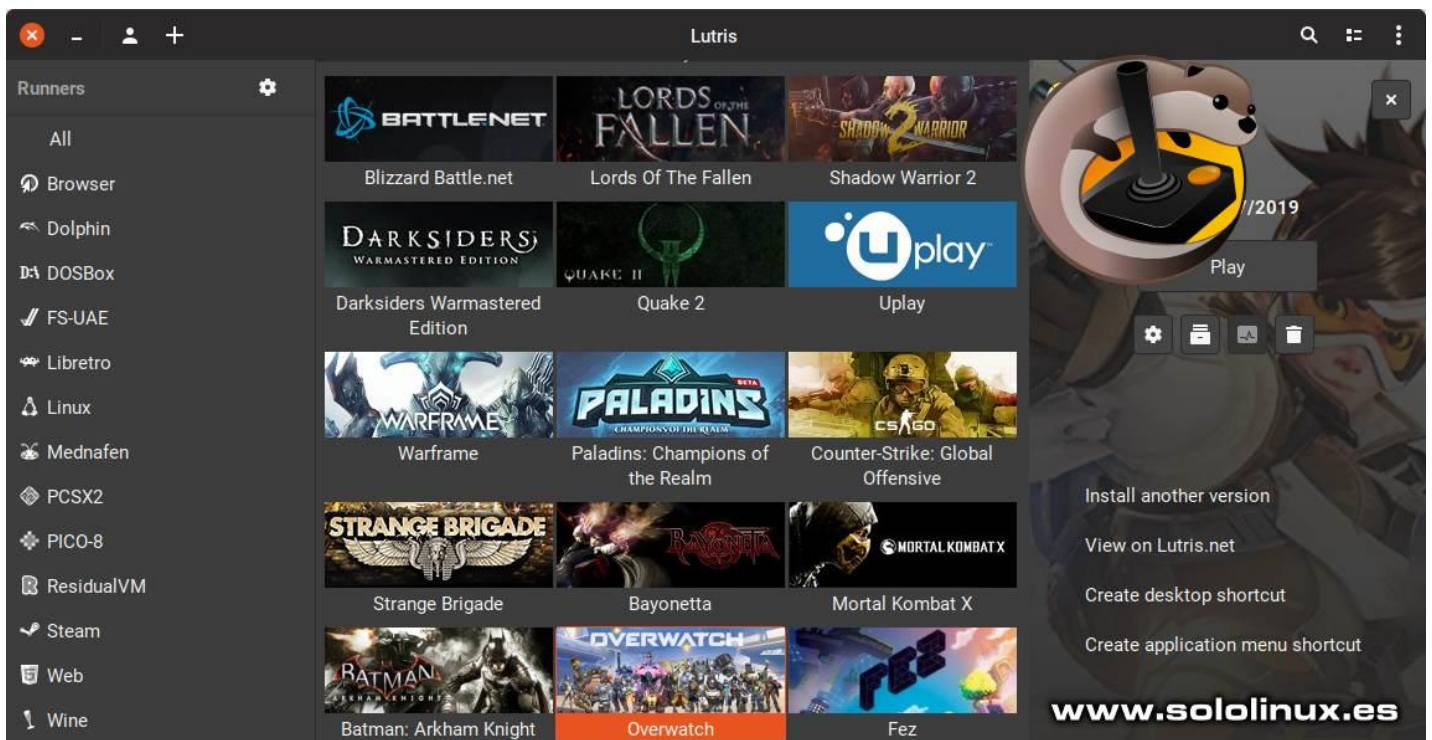 Lutris
Runners
All
Browser
Dolphin
D:\ DOSBox
FS-UAE
Libretro
Linux
Mednafen
PCSX2
PICO-8
ResidualVM
Steam
Web
Wine
BATTLE.NET
LORDS OF THE
FALLEN
SHADOW 2 WARRIOR
Blizzard Battle.net
Lords Of The Fallen
Shadow Warrior 2
DARKSIDERS
WARMASTERED EDITION
QUAKE II
Uplay
Darksiders Warmastered
Edition
Quake 2
Uplay
WARFRAME
PALADINS
BETA
CHAMPIONS OF THE REALM
CS GO
Warframe
Paladins: Champions of
the Realm
Counter-Strike: Global
Offensive
STRANGE BRIGADE
BAYONETTA
MORTAL KOMBAT X
Strange Brigade
Bayonetta
Mortal Kombat X
BATMAN
ARKHAM KNIGHT
OVERWATCH
FEZ
Batman: Arkham Knight
Overwatch
Fez
/2019
Play
Install another version
View on Lutris.net
Create desktop shortcut
Create application menu shortcut
www.sololinux.es